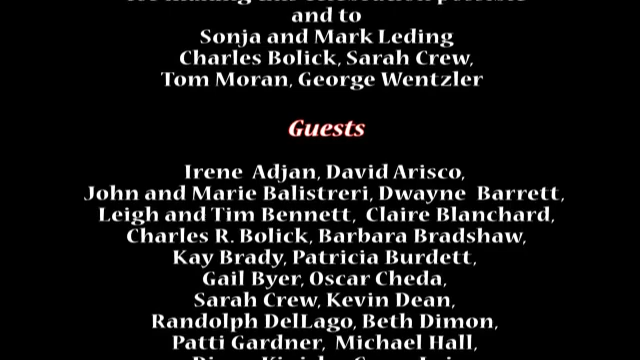 and to
Sonja and Mark Leding
Charles Bolick, Sarah Crew,
Tom Moran, George Wentzler
Guests
Irene Adjan, David Arisco,
John and Marie Balistreri, Dwayne Barrett,
Leigh and Tim Bennett, Claire Blanchard,
Charles R. Bolick, Barbara Bradshaw,
Kay Brady, Patricia Burdett,
Gail Byer, Oscar Cheda,
Sarah Crew, Kevin Dean,
Randolph DelLago, Beth Dimon,
Patti Gardner, Michael Hall,